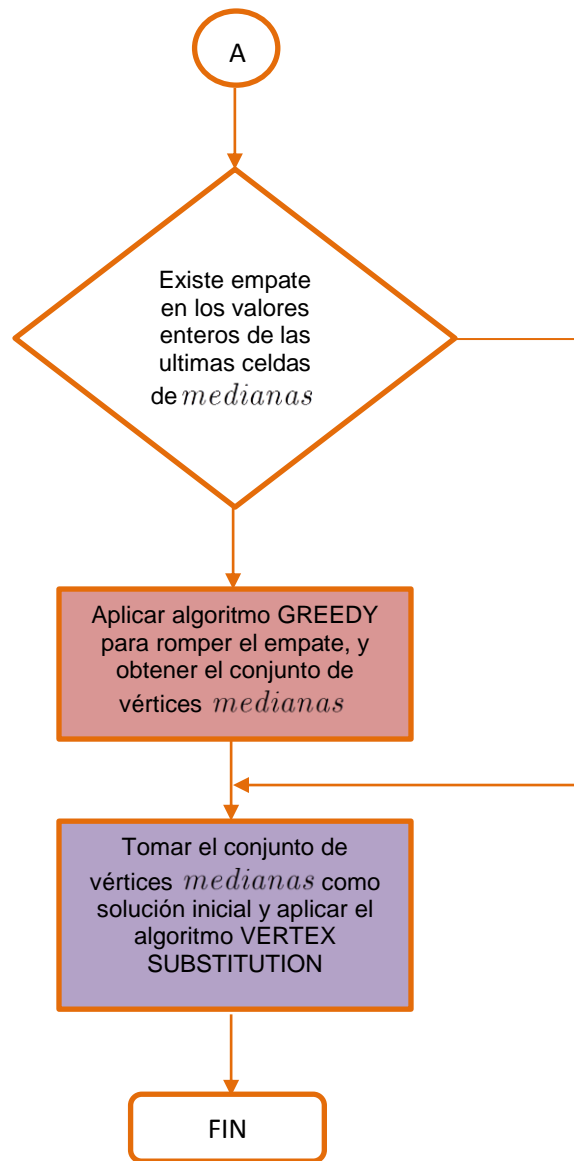 A
Existe empate
en los valores
enteros de las
ultimas celdas
de medianas
Aplicar algoritmo GREEDY
para romper el empate, y
obtener el conjunto de
vértices medianas
Tomar el conjunto de
vértices medianas como
solución inicial y aplicar el
algoritmo VERTEX
SUBSTITUTION
FIN